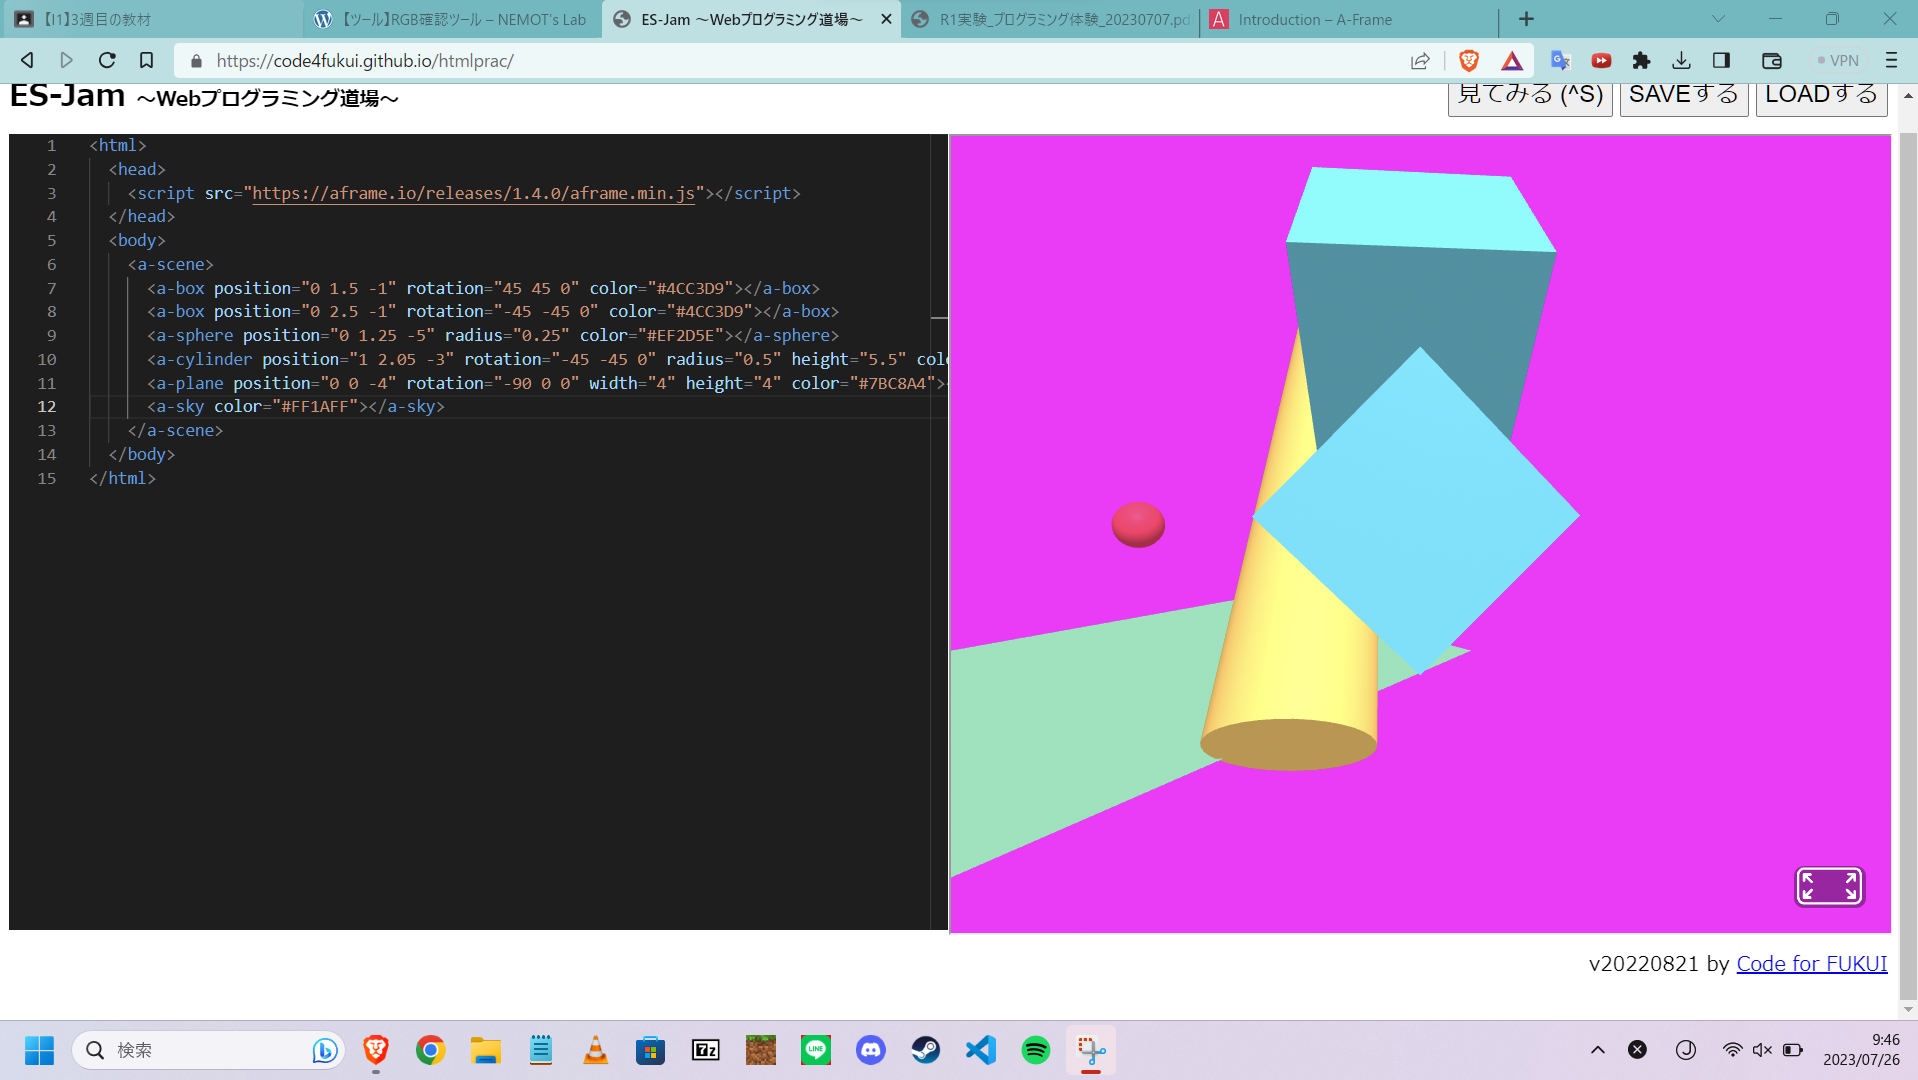 【I1】3週目の教材
【ツール】RGB確認ツール – NEMOT's Lab
ES-Jam ～Webプログラミング道場～
R1実験_プログラミング体験_20230707.pd
Introduction – A-Frame
https://code4fukui.github.io/htmlprac/
VPN
ES-Jam ～Webプログラミング道場～
見てみる (^S)
SAVEする
LOADする
1 <html>
2 <head>
3 <script src="https://aframe.io/releases/1.4.0/aframe.min.js"></script>
4 </head>
5 <body>
6 <a-scene>
7 <a-box position="0 1.5 -1" rotation="45 45 0" color="#4CC3D9"></a-box>
8 <a-box position="0 2.5 -1" rotation="-45 -45 0" color="#4CC3D9"></a-box>
9 <a-sphere position="0 1.25 -5" radius="0.25" color="#EF2D5E"></a-sphere>
10 <a-cylinder position="1 2.05 -3" rotation="-45 -45 0" radius="0.5" height="5.5" colo
11 <a-plane position="0 0 -4" rotation="-90 0 0" width="4" height="4" color="#7BC8A4"><
12 <a-sky color="#FF1AFF"></a-sky>
13 </a-scene>
14 </body>
15 </html>
v20220821 by Code for FUKUI
検索
7z
LINE
9:46
2023/07/26